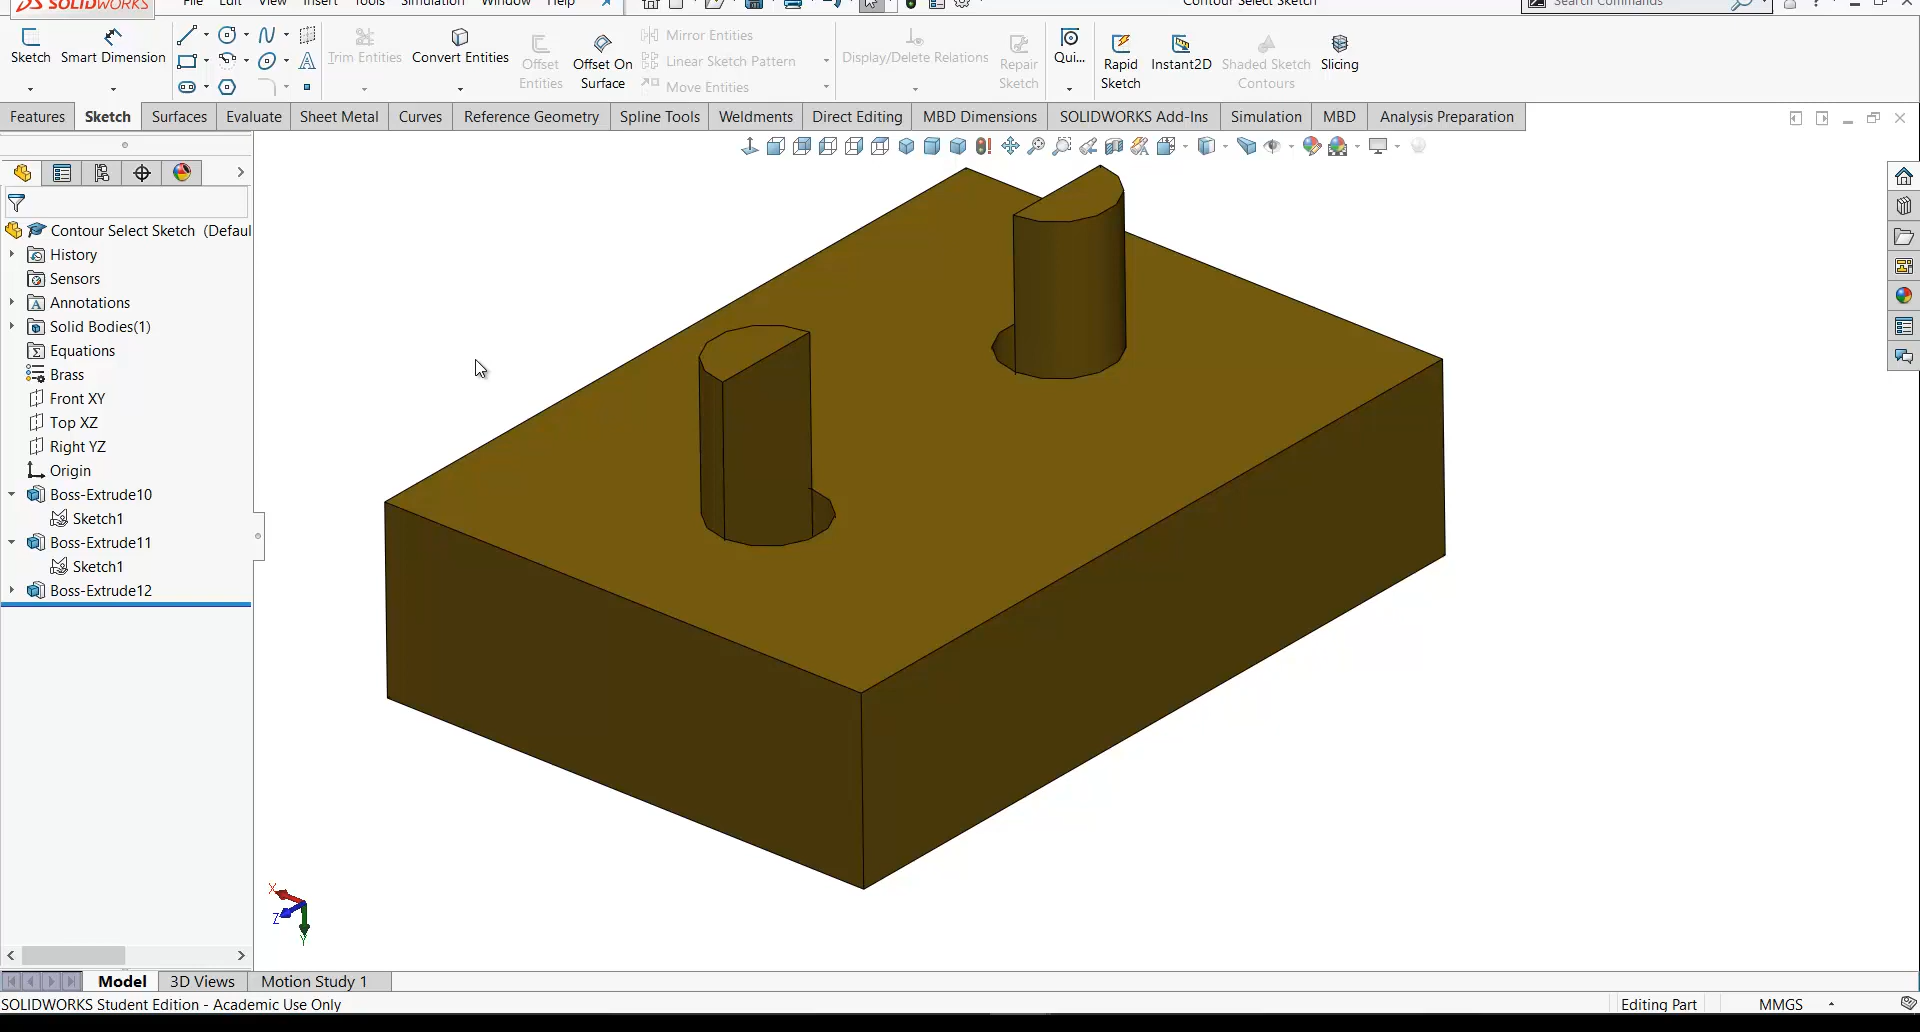 SOLIDWORKS File Edit View Insert Tools Simulation Window Help Contour Select Sketch Search Commands
Sketch Smart Dimension Trim Entities Convert Entities Offset Entities Offset On Surface Mirror Entities Linear Sketch Pattern Move Entities Display/Delete Relations Repair Sketch Qui... Rapid Sketch Instant2D Shaded Sketch Contours Slicing
Features Sketch Surfaces Evaluate Sheet Metal Curves Reference Geometry Spline Tools Weldments Direct Editing MBD Dimensions SOLIDWORKS Add-Ins Simulation MBD Analysis Preparation
Contour Select Sketch (Defaul
History
Sensors
Annotations
Solid Bodies(1)
Equations
Brass
Front XY
Top XZ
Right YZ
Origin
Boss-Extrude10
Sketch1
Boss-Extrude11
Sketch1
Boss-Extrude12
X
Z
Y
Model 3D Views Motion Study 1
SOLIDWORKS Student Edition - Academic Use Only Editing Part MMGS